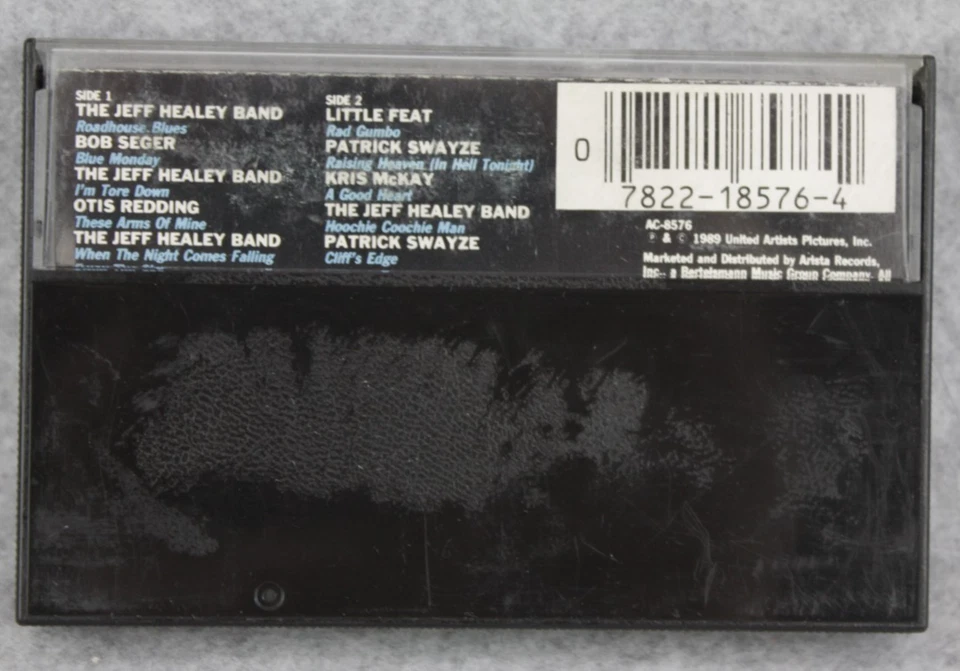 SIDE 1
THE JEFF HEALEY BAND
Roadhouse Blues
BOB SEGER
Blue Monday
THE JEFF HEALEY BAND
I'm Tore Down
OTIS REDDING
These Arms Of Mine
THE JEFF HEALEY BAND
When The Night Comes Falling
SIDE 2
LITTLE FEAT
Rad Gumbo
PATRICK SWAYZE
Raising Heaven (In Hell Tonight)
KRIS McKAY
A Good Heart
THE JEFF HEALEY BAND
Hoochie Coochie Man
PATRICK SWAYZE
Cliff's Edge
0
7822-18576-4
AC-8576
℗ & © 1989 United Artists Pictures, Inc.
Marketed and Distributed by Arista Records,
Inc., a Bertelsmann Music Group Company. All